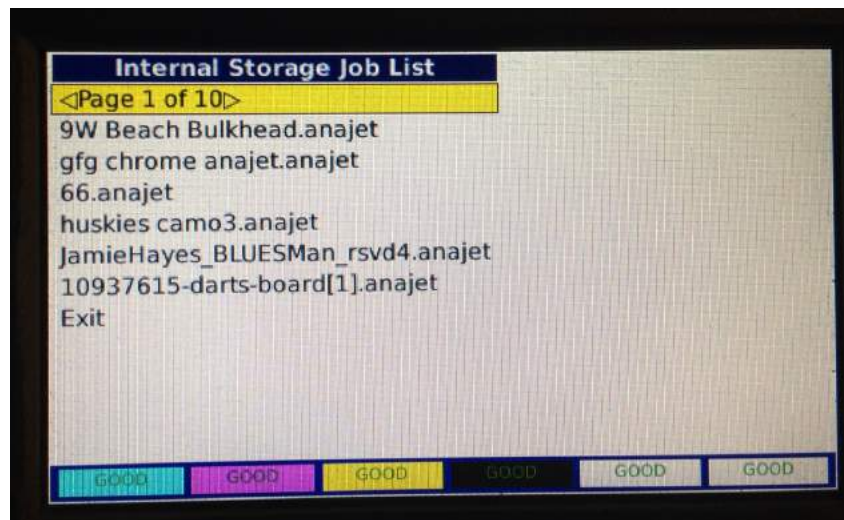 Internal Storage Job List
◁Page 1 of 10▷
9W Beach Bulkhead.anajet
gfg chrome anajet.anajet
66.anajet
huskies camo3.anajet
JamieHayes_BLUESMan_rsvd4.anajet
10937615-darts-board[1].anajet
Exit
GOOD GOOD GOOD GOOD GOOD GOOD